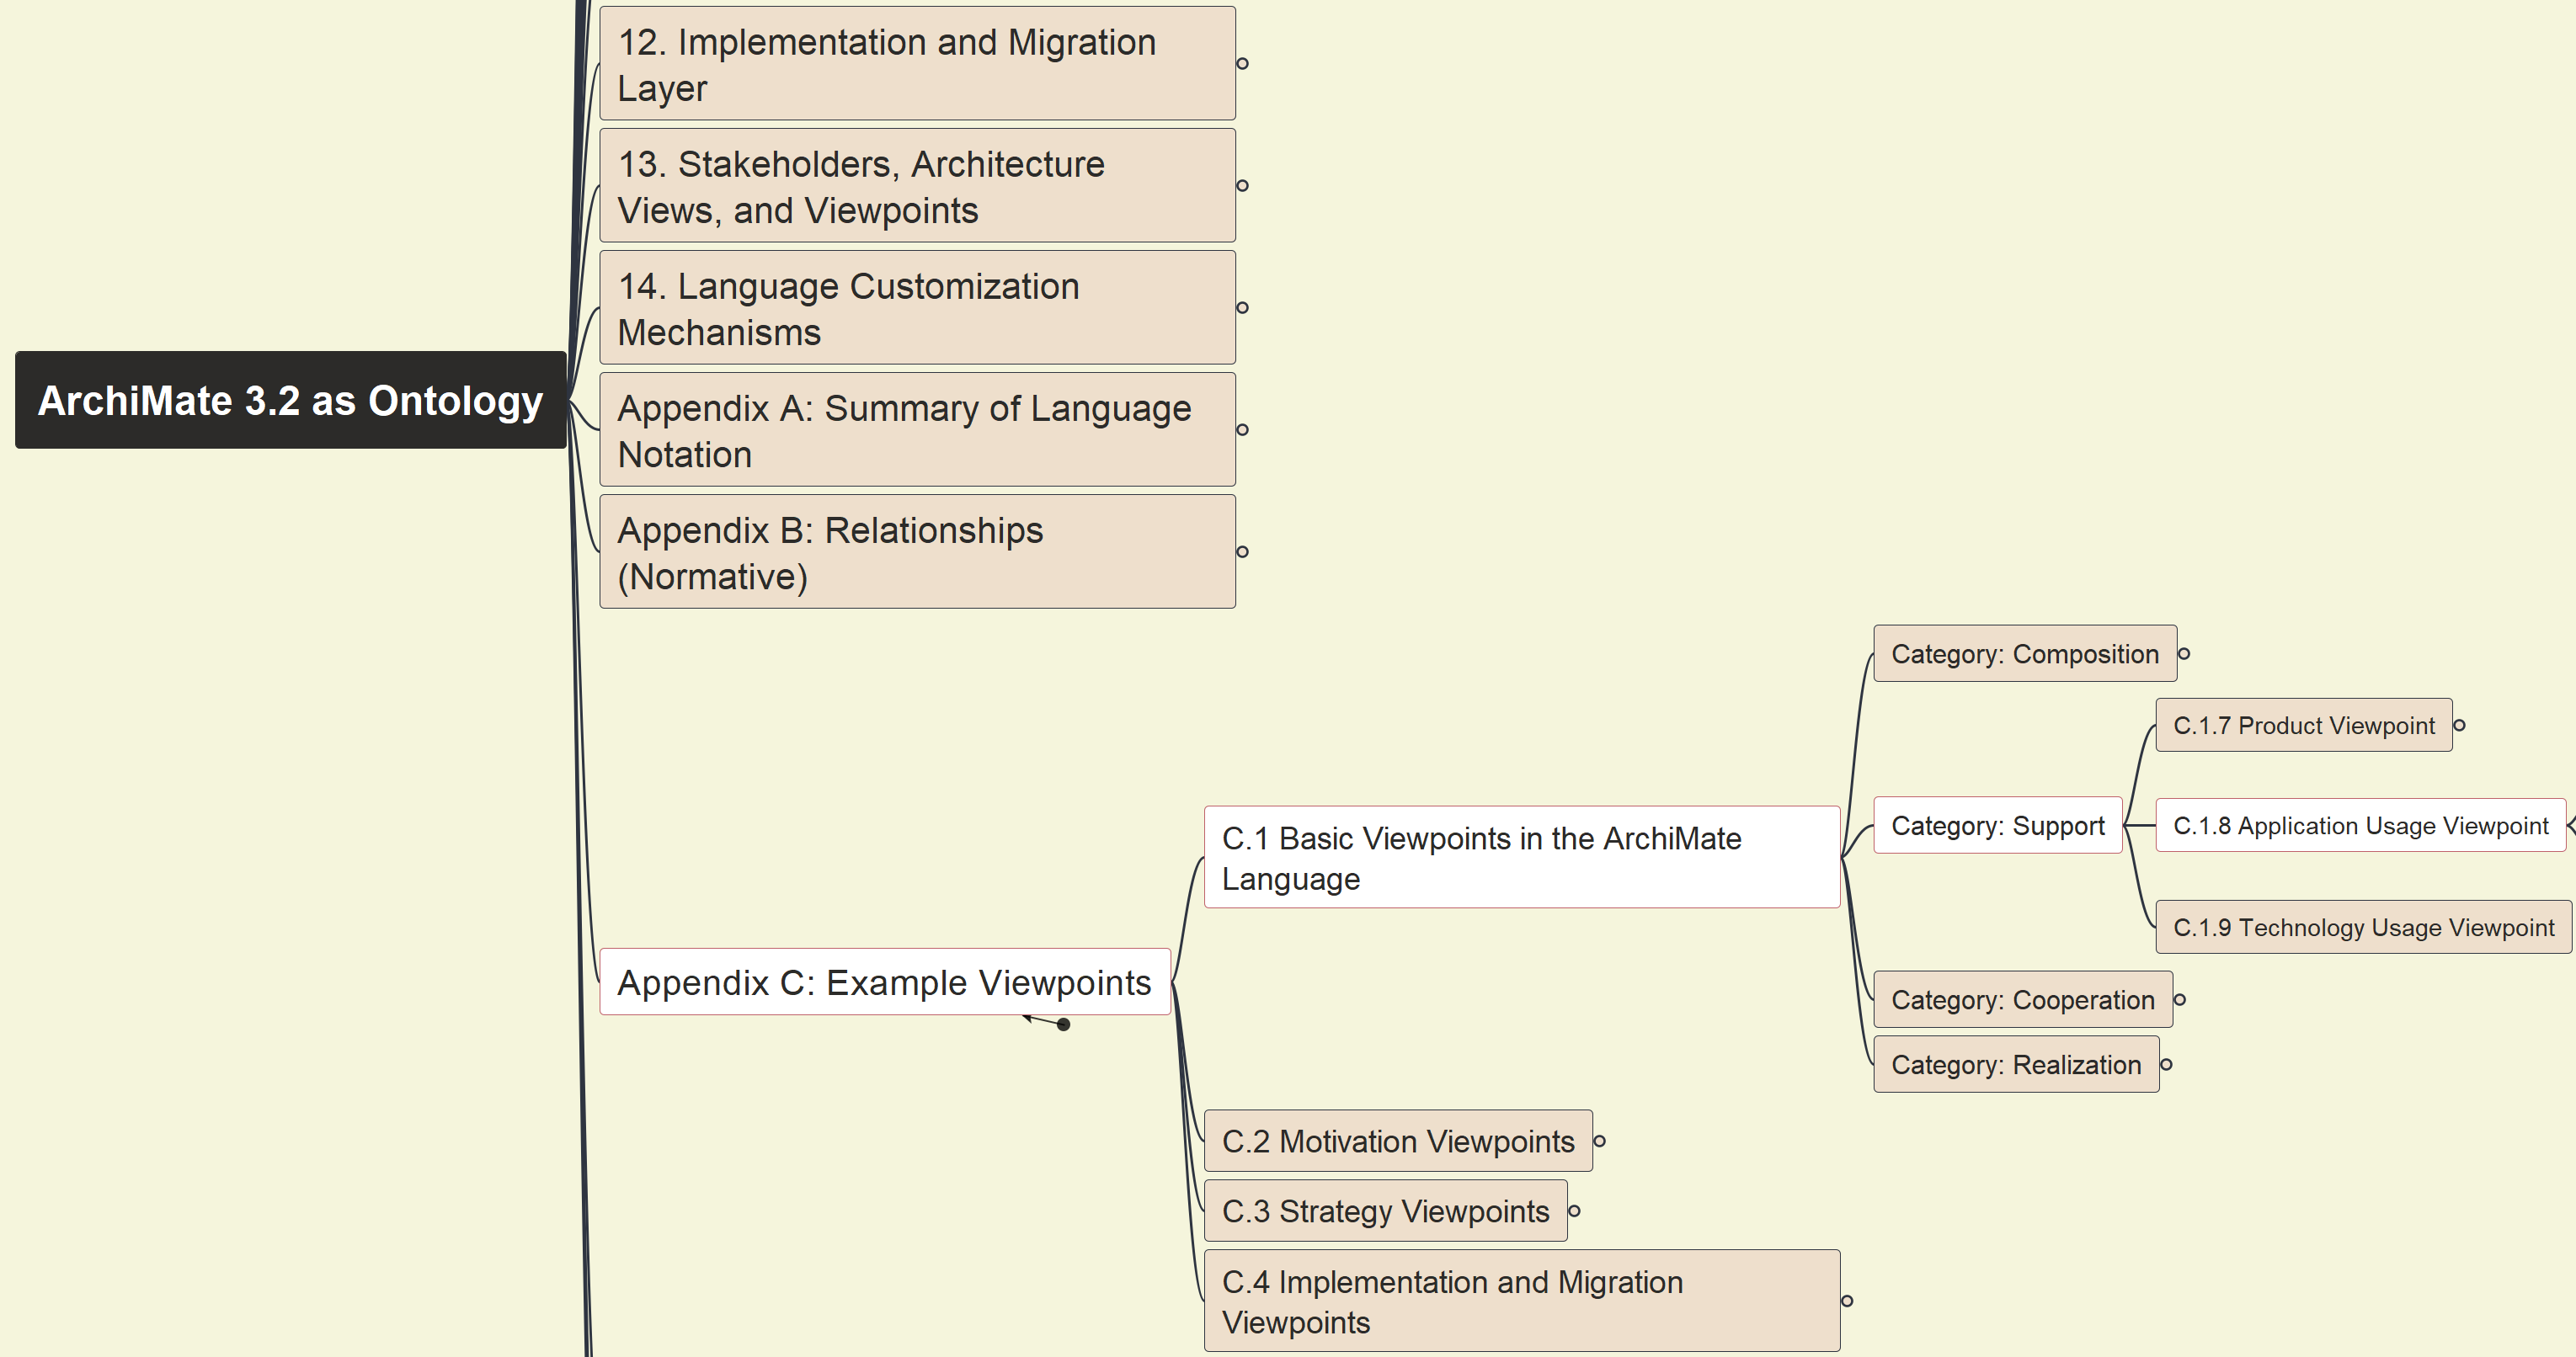 12. Implementation and Migration
Layer
13. Stakeholders, Architecture
Views, and Viewpoints
14. Language Customization
Mechanisms
ArchiMate 3.2 as Ontology
Appendix A: Summary of Language
Notation
Appendix B: Relationships
(Normative)
Appendix C: Example Viewpoints
C.1 Basic Viewpoints in the ArchiMate
Language
Category: Composition
Category: Support
C.1.7 Product Viewpoint
C.1.8 Application Usage Viewpoint
C.1.9 Technology Usage Viewpoint
Category: Cooperation
Category: Realization
C.2 Motivation Viewpoints
C.3 Strategy Viewpoints
C.4 Implementation and Migration
Viewpoints